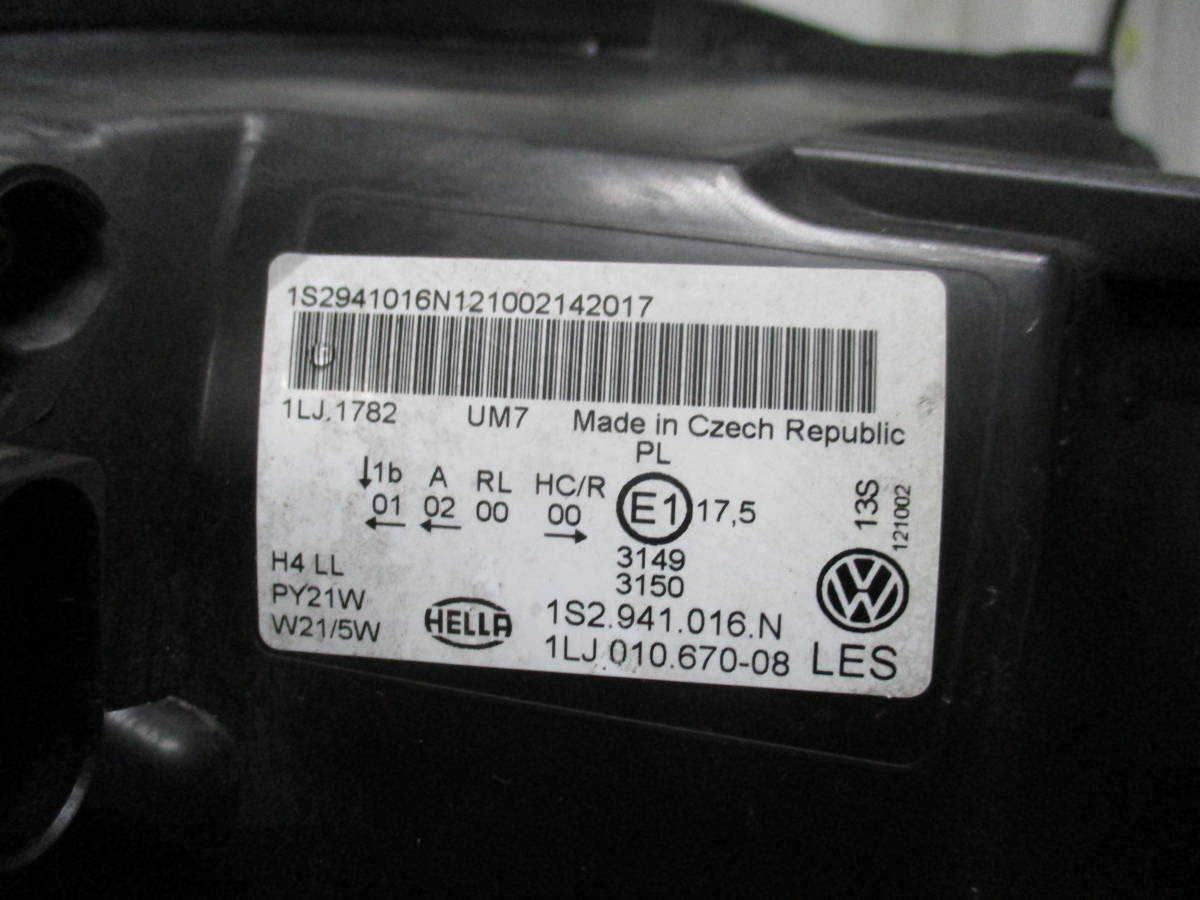 1S2941016N121002142017
1LJ.1782 UM7 Made in Czech Republic
PL
↓1b A RL HC/R
01 02 00 00 E1 17,5
← ← →
3149
3150
13S
121002
H4 LL
PY21W
W21/5W
HELLA
1S2.941.016.N
1LJ 010.670-08
VW
LES